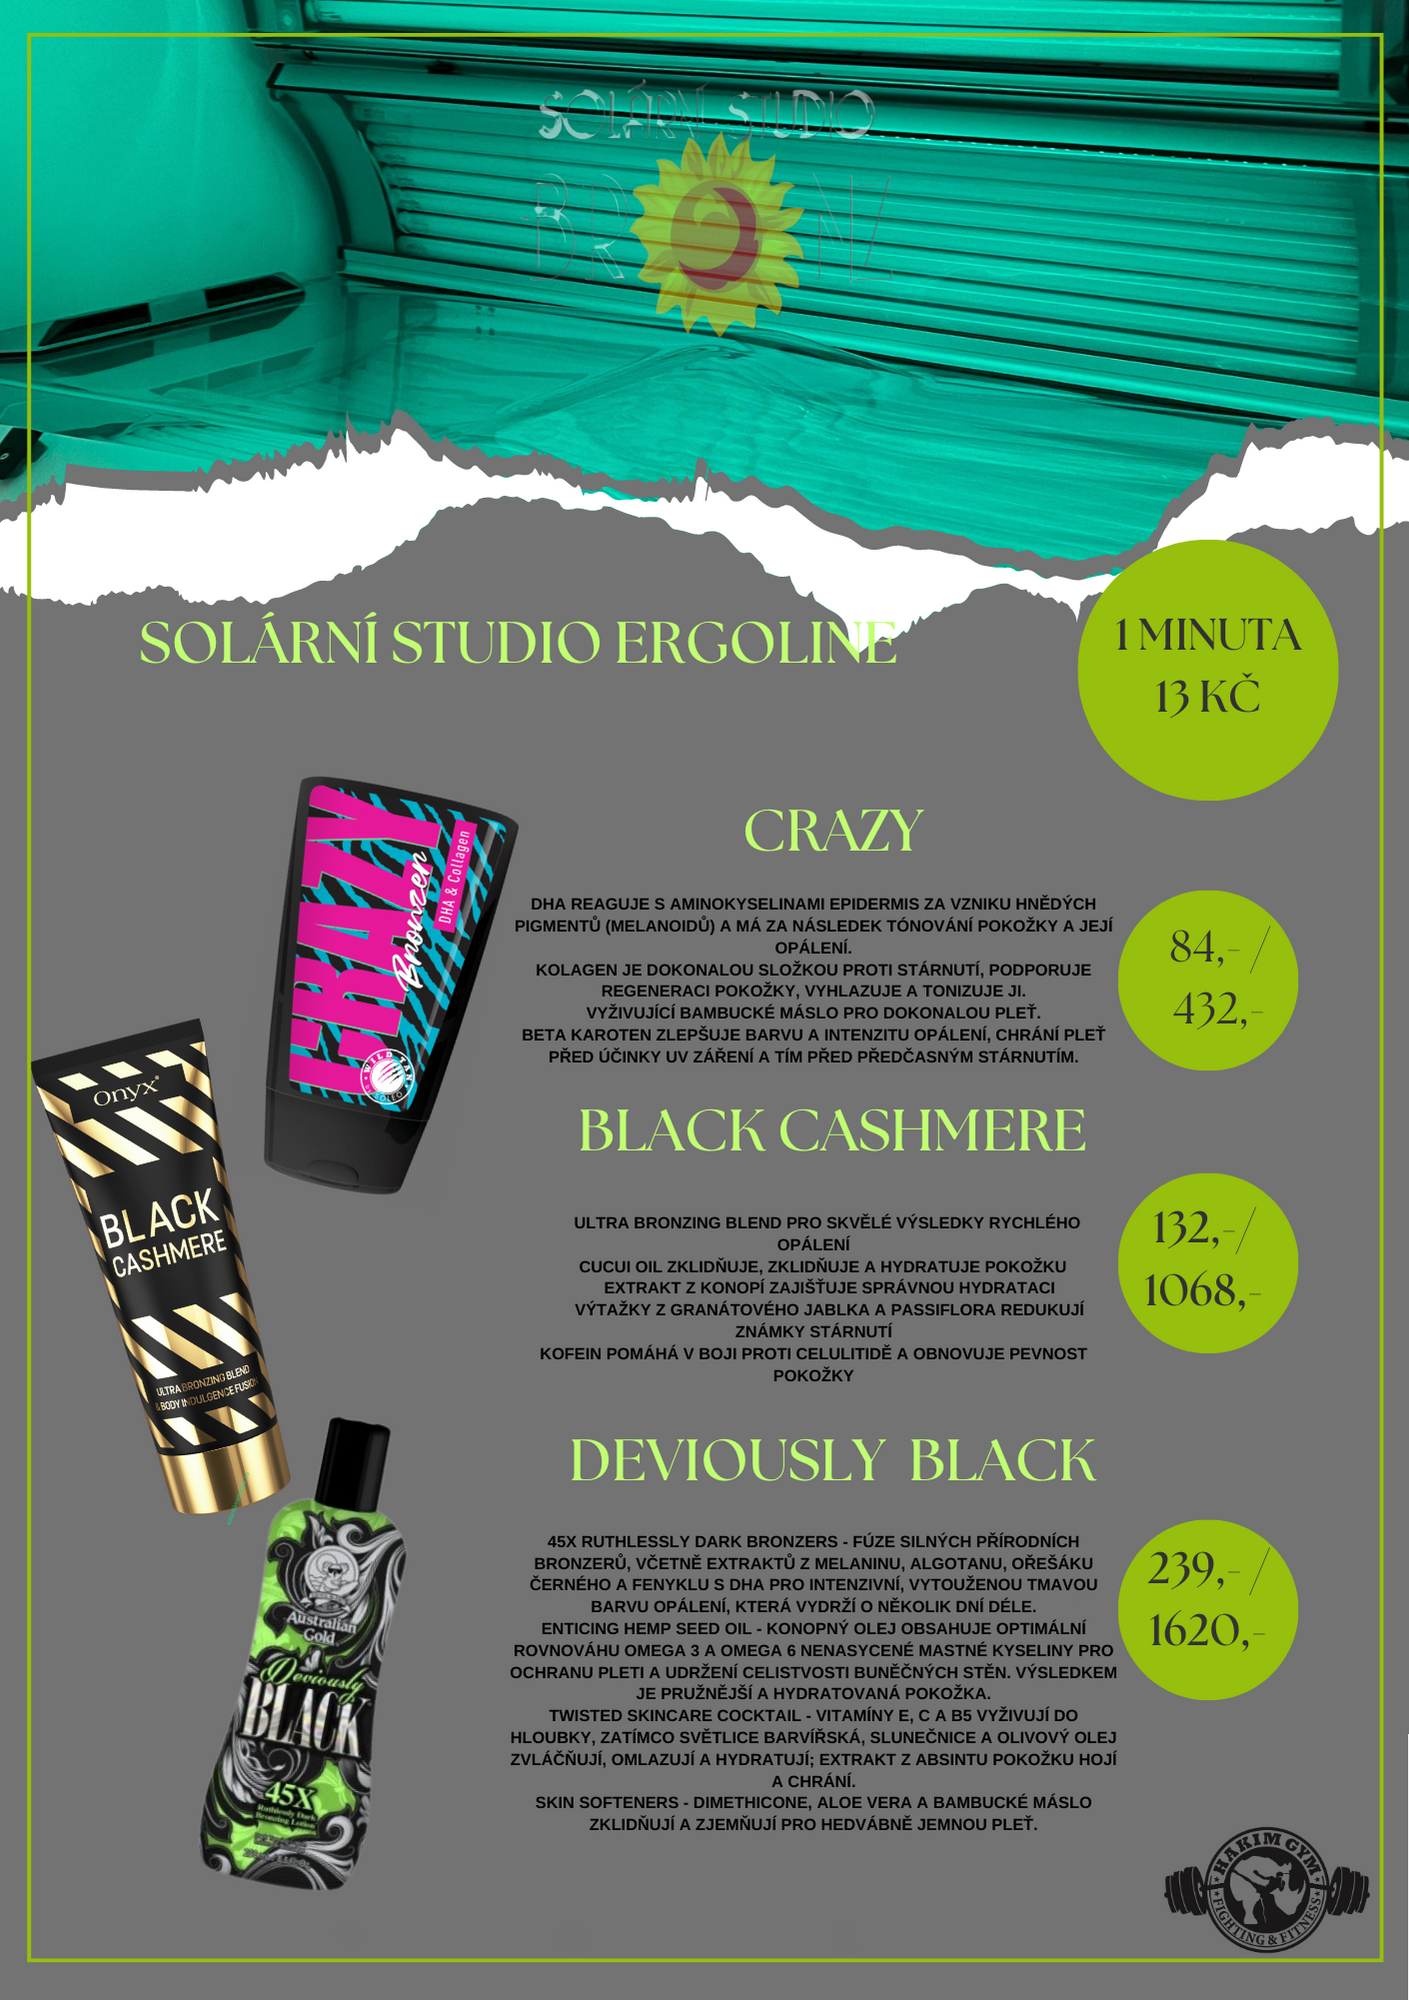 SOLÁRNÍ STUDIO
BR NZ
SOLÁRNÍ STUDIO ERGOLINE
1 MINUTA
13 KČ
CRAZY
Bronzer
DHA & Collagen
WILD TAN
CRAZY
DHA REAGUJE S AMINOKYSELINAMI EPIDERMIS ZA VZNIKU HNĚDÝCH
PIGMENTŮ (MELANOIDŮ) A MÁ ZA NÁSLEDEK TÓNOVÁNÍ POKOŽKY A JEJÍ
OPÁLENÍ.
KOLAGEN JE DOKONALOU SLOŽKOU PROTI STÁRNUTÍ, PODPORUJE
REGENERACI POKOŽKY, VYHLAZUJE A TONIZUJE JI.
VYŽIVUJÍCÍ BAMBUCKÉ MÁSLO PRO DOKONALOU PLEŤ.
BETA KAROTEN ZLEPŠUJE BARVU A INTENZITU OPÁLENÍ, CHRÁNÍ PLEŤ
PŘED ÚČINKY UV ZÁŘENÍ A TÍM PŘED PŘEDČASNÝM STÁRNUTÍM.
84,- /
432,-
onyx
BLACK
CASHMERE
ULTRA BRONZING BLEND
& BODY INDULGENCE FUSION
BLACK CASHMERE
ULTRA BRONZING BLEND PRO SKVĚLÉ VÝSLEDKY RYCHLÉHO
OPÁLENÍ
CUCUI OIL ZKLIDŇUJE, ZKLIDŇUJE A HYDRATUJE POKOŽKU
EXTRAKT Z KONOPÍ ZAJIŠŤUJE SPRÁVNOU HYDRATACI
VÝTAŽKY Z GRANÁTOVÉHO JABLKA A PASSIFLORA REDUKUJÍ
ZNÁMKY STÁRNUTÍ
KOFEIN POMÁHÁ V BOJI PROTI CELULITIDĚ A OBNOVUJE PEVNOST
POKOŽKY
132,-/
1068,-
Australian
Gold
Deviously
BLACK
45X
Ruthlessly Dark
Bronzing Lotion
DEVIOUSLY BLACK
45X RUTHLESSLY DARK BRONZERS - FÚZE SILNÝCH PŘÍRODNÍCH
BRONZERŮ, VČETNĚ EXTRAKTŮ Z MELANINU, ALGOTANU, OŘEŠÁKU
ČERNÉHO A FENYKLU S DHA PRO INTENZIVNÍ, VYTOUŽENOU TMAVOU
BARVU OPÁLENÍ, KTERÁ VYDRŽÍ O NĚKOLIK DNÍ DÉLE.
ENTICING HEMP SEED OIL - KONOPNÝ OLEJ OBSAHUJE OPTIMÁLNÍ
ROVNOVÁHU OMEGA 3 A OMEGA 6 NENASYCENÉ MASTNÉ KYSELINY PRO
OCHRANU PLETI A UDRŽENÍ CELISTVOSTI BUNĚČNÝCH STĚN. VÝSLEDKEM
JE PRUŽNĚJŠÍ A HYDRATOVANÁ POKOŽKA.
TWISTED SKINCARE COCKTAIL - VITAMÍNY E, C A B5 VYŽIVUJÍ DO
HLOUBKY, ZATÍMCO SVĚTLICE BARVÍŘSKÁ, SLUNEČNICE A OLIVOVÝ OLEJ
ZVLÁČŇUJÍ, OMLAZUJÍ A HYDRATUJÍ; EXTRAKT Z ABSINTU POKOŽKU HOJÍ
A CHRÁNÍ.
SKIN SOFTENERS - DIMETHICONE, ALOE VERA A BAMBUCKÉ MÁSLO
ZKLIDŇUJÍ A ZJEMŇUJÍ PRO HEDVÁBNĚ JEMNOU PLEŤ.
239,- /
1620,-
HAKIM GYM
FIGHTING & FITNESS